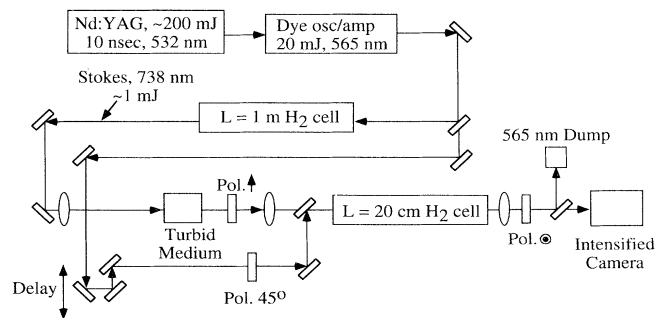 Nd:YAG, ~200 mJ
10 nsec, 532 nm
Dye osc/amp
20 mJ, 565 nm
Stokes, 738 nm
~1 mJ
L = 1 m H₂ cell
565 nm Dump
Pol.
L = 20 cm H₂ cell
Turbid
Medium
Pol.
Intensified
Camera
Delay
Pol. 45º